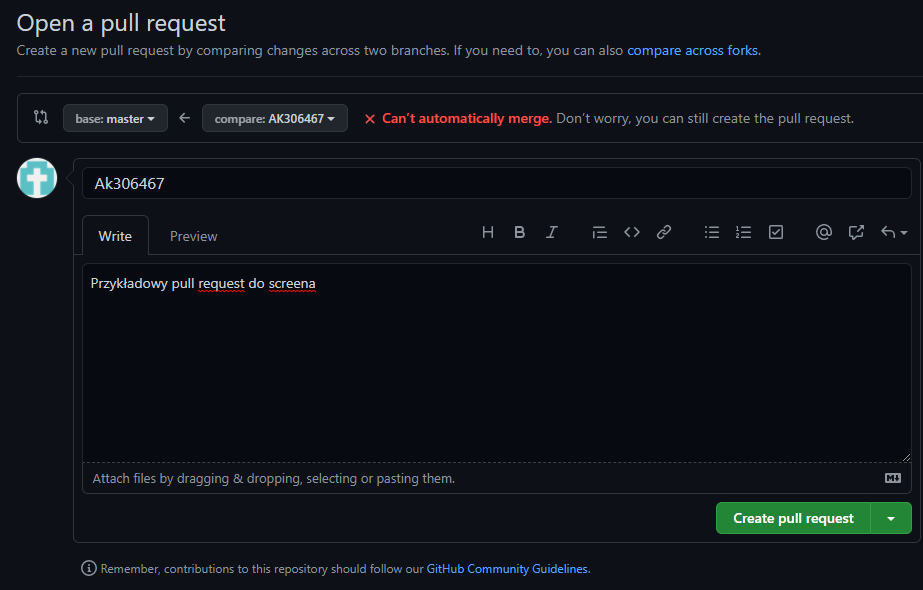 Open a pull request
Create a new pull request by comparing changes across two branches. If you need to, you can also compare across forks.
base: master compare: AK306467 Can't automatically merge. Don't worry, you can still create the pull request.
Ak306467
Write Preview
Przykładowy pull request do screena
Attach files by dragging & dropping, selecting or pasting them.
Create pull request
Remember, contributions to this repository should follow our GitHub Community Guidelines.